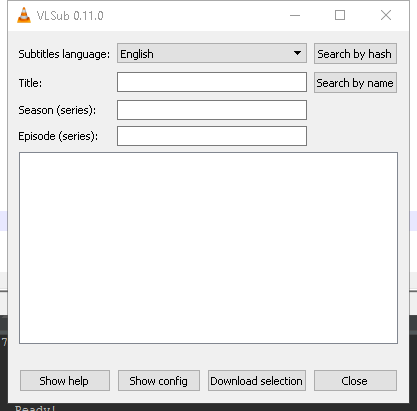 VLSub 0.11.0
Subtitles language: English Search by hash
Title: Search by name
Season (series):
Episode (series):
7
Show help Show config Download selection Close
Ready!